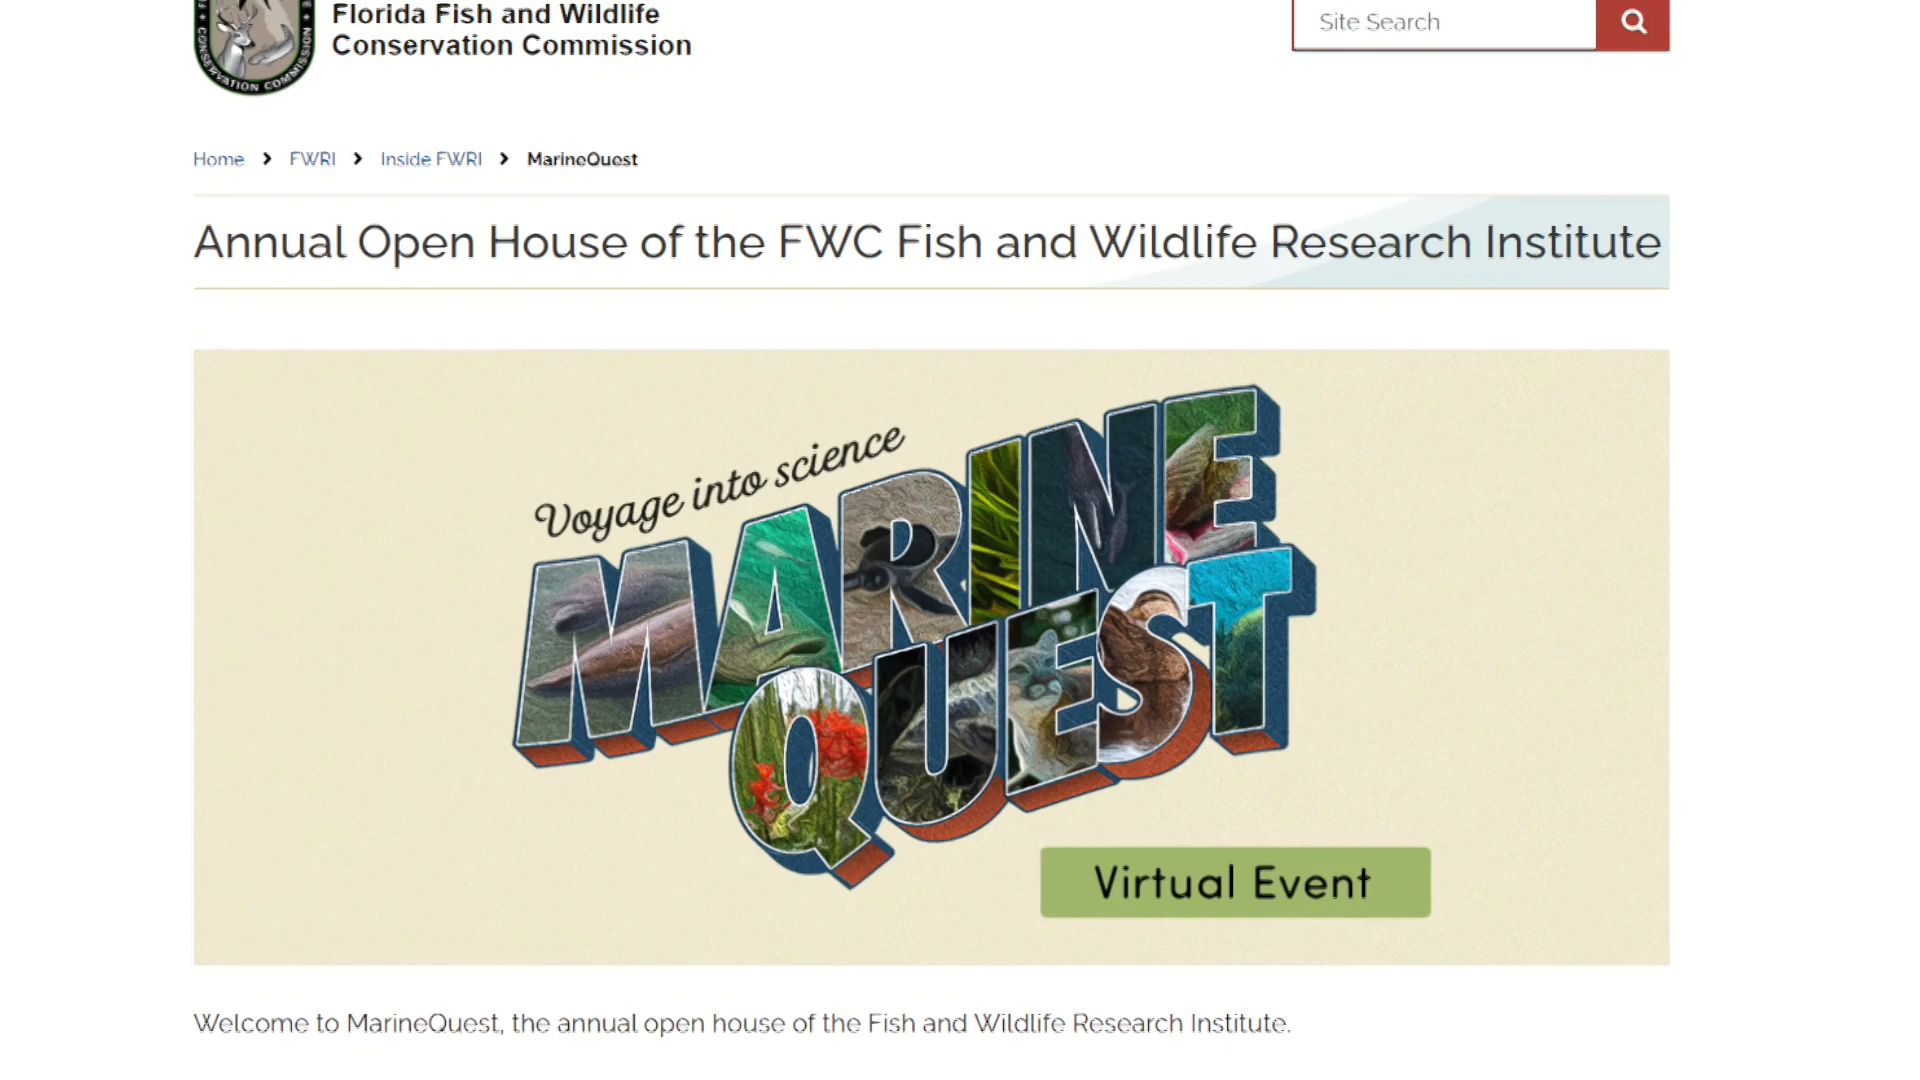 Florida Fish and Wildlife
Conservation Commission
CONSERVATION COMMISSION
Site Search
Home > FWRI > Inside FWRI > MarineQuest
Annual Open House of the FWC Fish and Wildlife Research Institute
Voyage into science
MARINE
QUEST
Virtual Event
Welcome to MarineQuest, the annual open house of the Fish and Wildlife Research Institute.